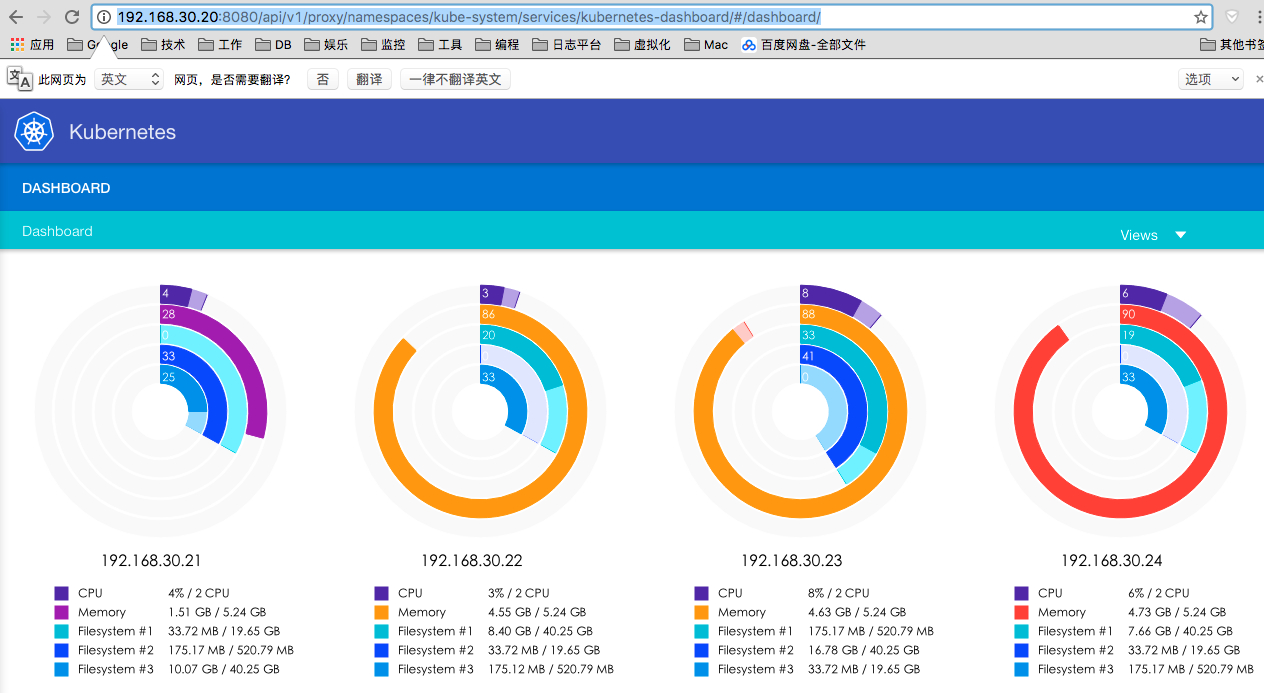 192.168.30.20:8080/api/v1/proxy/namespaces/kube-system/services/kubernetes-dashboard/#/dashboard/
应用 Google 技术 工作 DB 娱乐 监控 工具 编程 日志平台 虚拟化 Mac 百度网盘-全部文件 其他书签
文A 此网页为 英文 网页，是否需要翻译？ 否 翻译 一律不翻译英文 选项 ×
Kubernetes
DASHBOARD
Dashboard
Views
4 3 8 6
28 86 88 90
0 20 33 19
33 0 41 0
25 33 0 33
192.168.30.21 192.168.30.22 192.168.30.23 192.168.30.24
CPU 4% / 2 CPU CPU 3% / 2 CPU CPU 8% / 2 CPU CPU 6% / 2 CPU
Memory 1.51 GB / 5.24 GB Memory 4.55 GB / 5.24 GB Memory 4.63 GB / 5.24 GB Memory 4.73 GB / 5.24 GB
Filesystem #1 33.72 MB / 19.65 GB Filesystem #1 8.40 GB / 40.25 GB Filesystem #1 175.17 MB / 520.79 MB Filesystem #1 7.66 GB / 40.25 GB
Filesystem #2 175.17 MB / 520.79 MB Filesystem #2 33.72 MB / 19.65 GB Filesystem #2 16.78 GB / 40.25 GB Filesystem #2 33.72 MB / 19.65 GB
Filesystem #3 10.07 GB / 40.25 GB Filesystem #3 175.12 MB / 520.79 MB Filesystem #3 33.72 MB / 19.65 GB Filesystem #3 175.17 MB / 520.79 MB